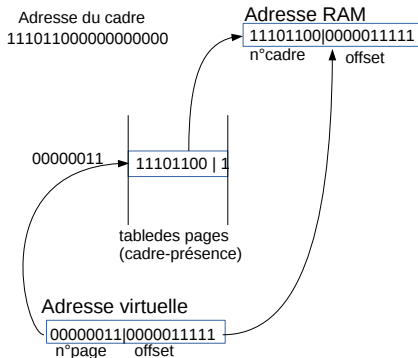 Adresse du cadre
111011000000000000
Adresse RAM
11101100|0000011111
n°cadre offset
00000011
11101100 | 1
tabledes pages
(cadre-présence)
Adresse virtuelle
00000011|0000011111
n°page offset